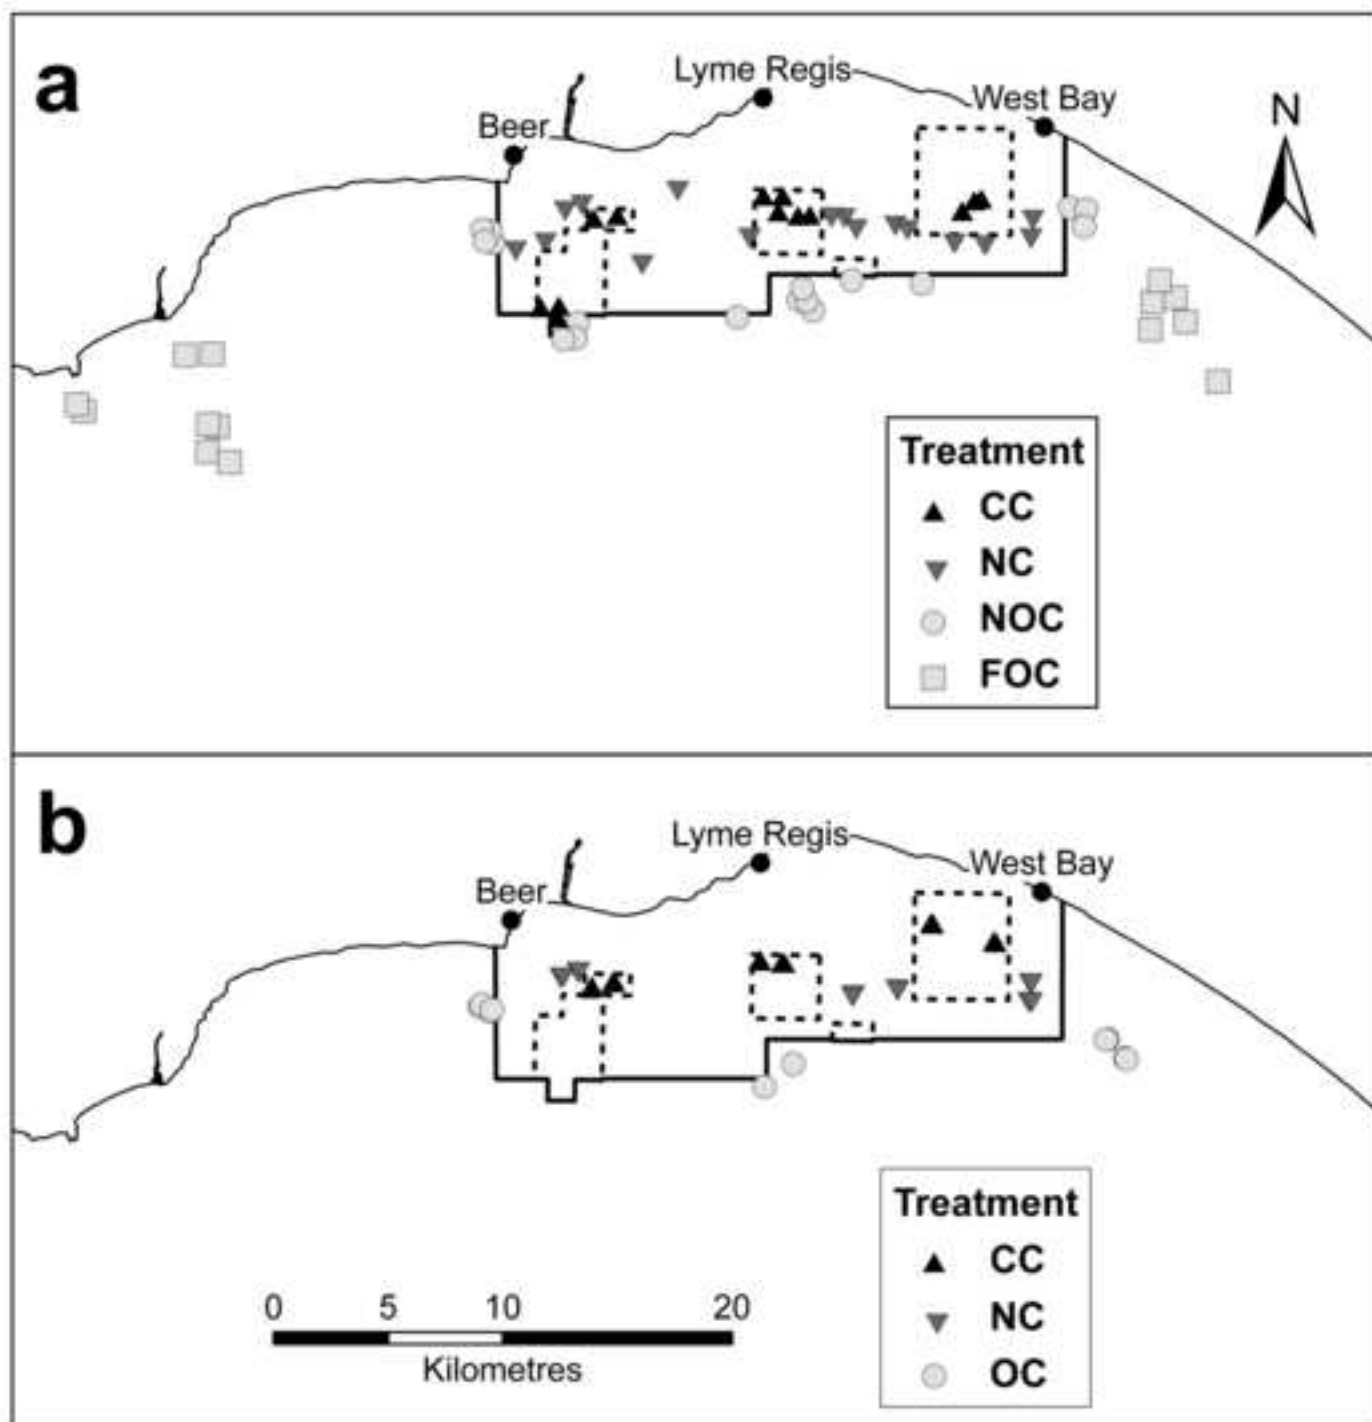 a
Lyme Regis
West Bay
Beer
N
Treatment
CC
NC
NOC
FOC
b
Lyme Regis
West Bay
Beer
Treatment
CC
NC
OC
0 5 10 20
Kilometres